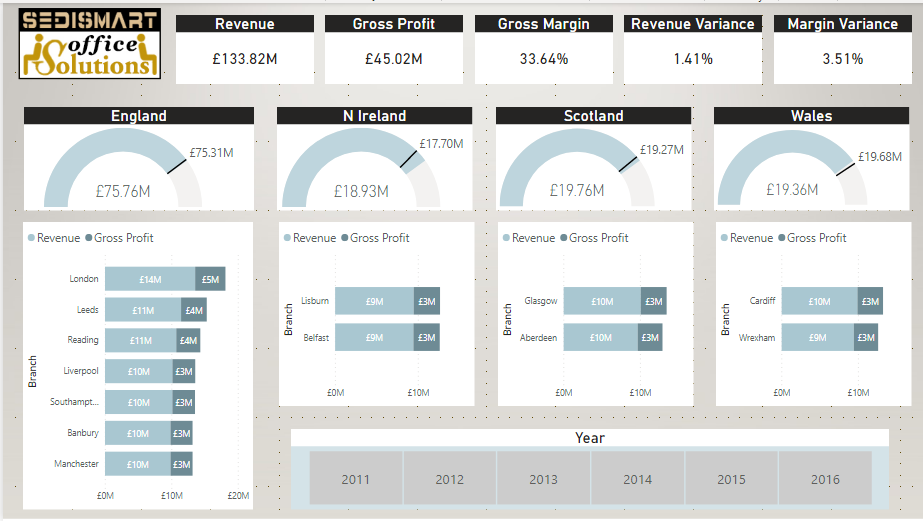 SEDISMART
office
Solutions
Revenue
£133.82M
Gross Profit
£45.02M
Gross Margin
33.64%
Revenue Variance
1.41%
Margin Variance
3.51%
England
£75.31M
£75.76M
N Ireland
£17.70M
£18.93M
Scotland
£19.27M
£19.76M
Wales
£19.68M
£19.36M
Revenue Gross Profit
Branch
London £14M £5M
Leeds £11M £4M
Reading £11M £4M
Liverpool £10M £3M
Southampt... £10M £3M
Banbury £10M £3M
Manchester £10M £3M
£0M £10M £20M
Revenue Gross Profit
Branch
Lisburn £9M £3M
Belfast £9M £3M
£0M £10M
Revenue Gross Profit
Branch
Glasgow £10M £3M
Aberdeen £10M £3M
£0M £10M
Revenue Gross Profit
Branch
Cardiff £10M £3M
Wrexham £9M £3M
£0M £10M
Year
2011 2012 2013 2014 2015 2016